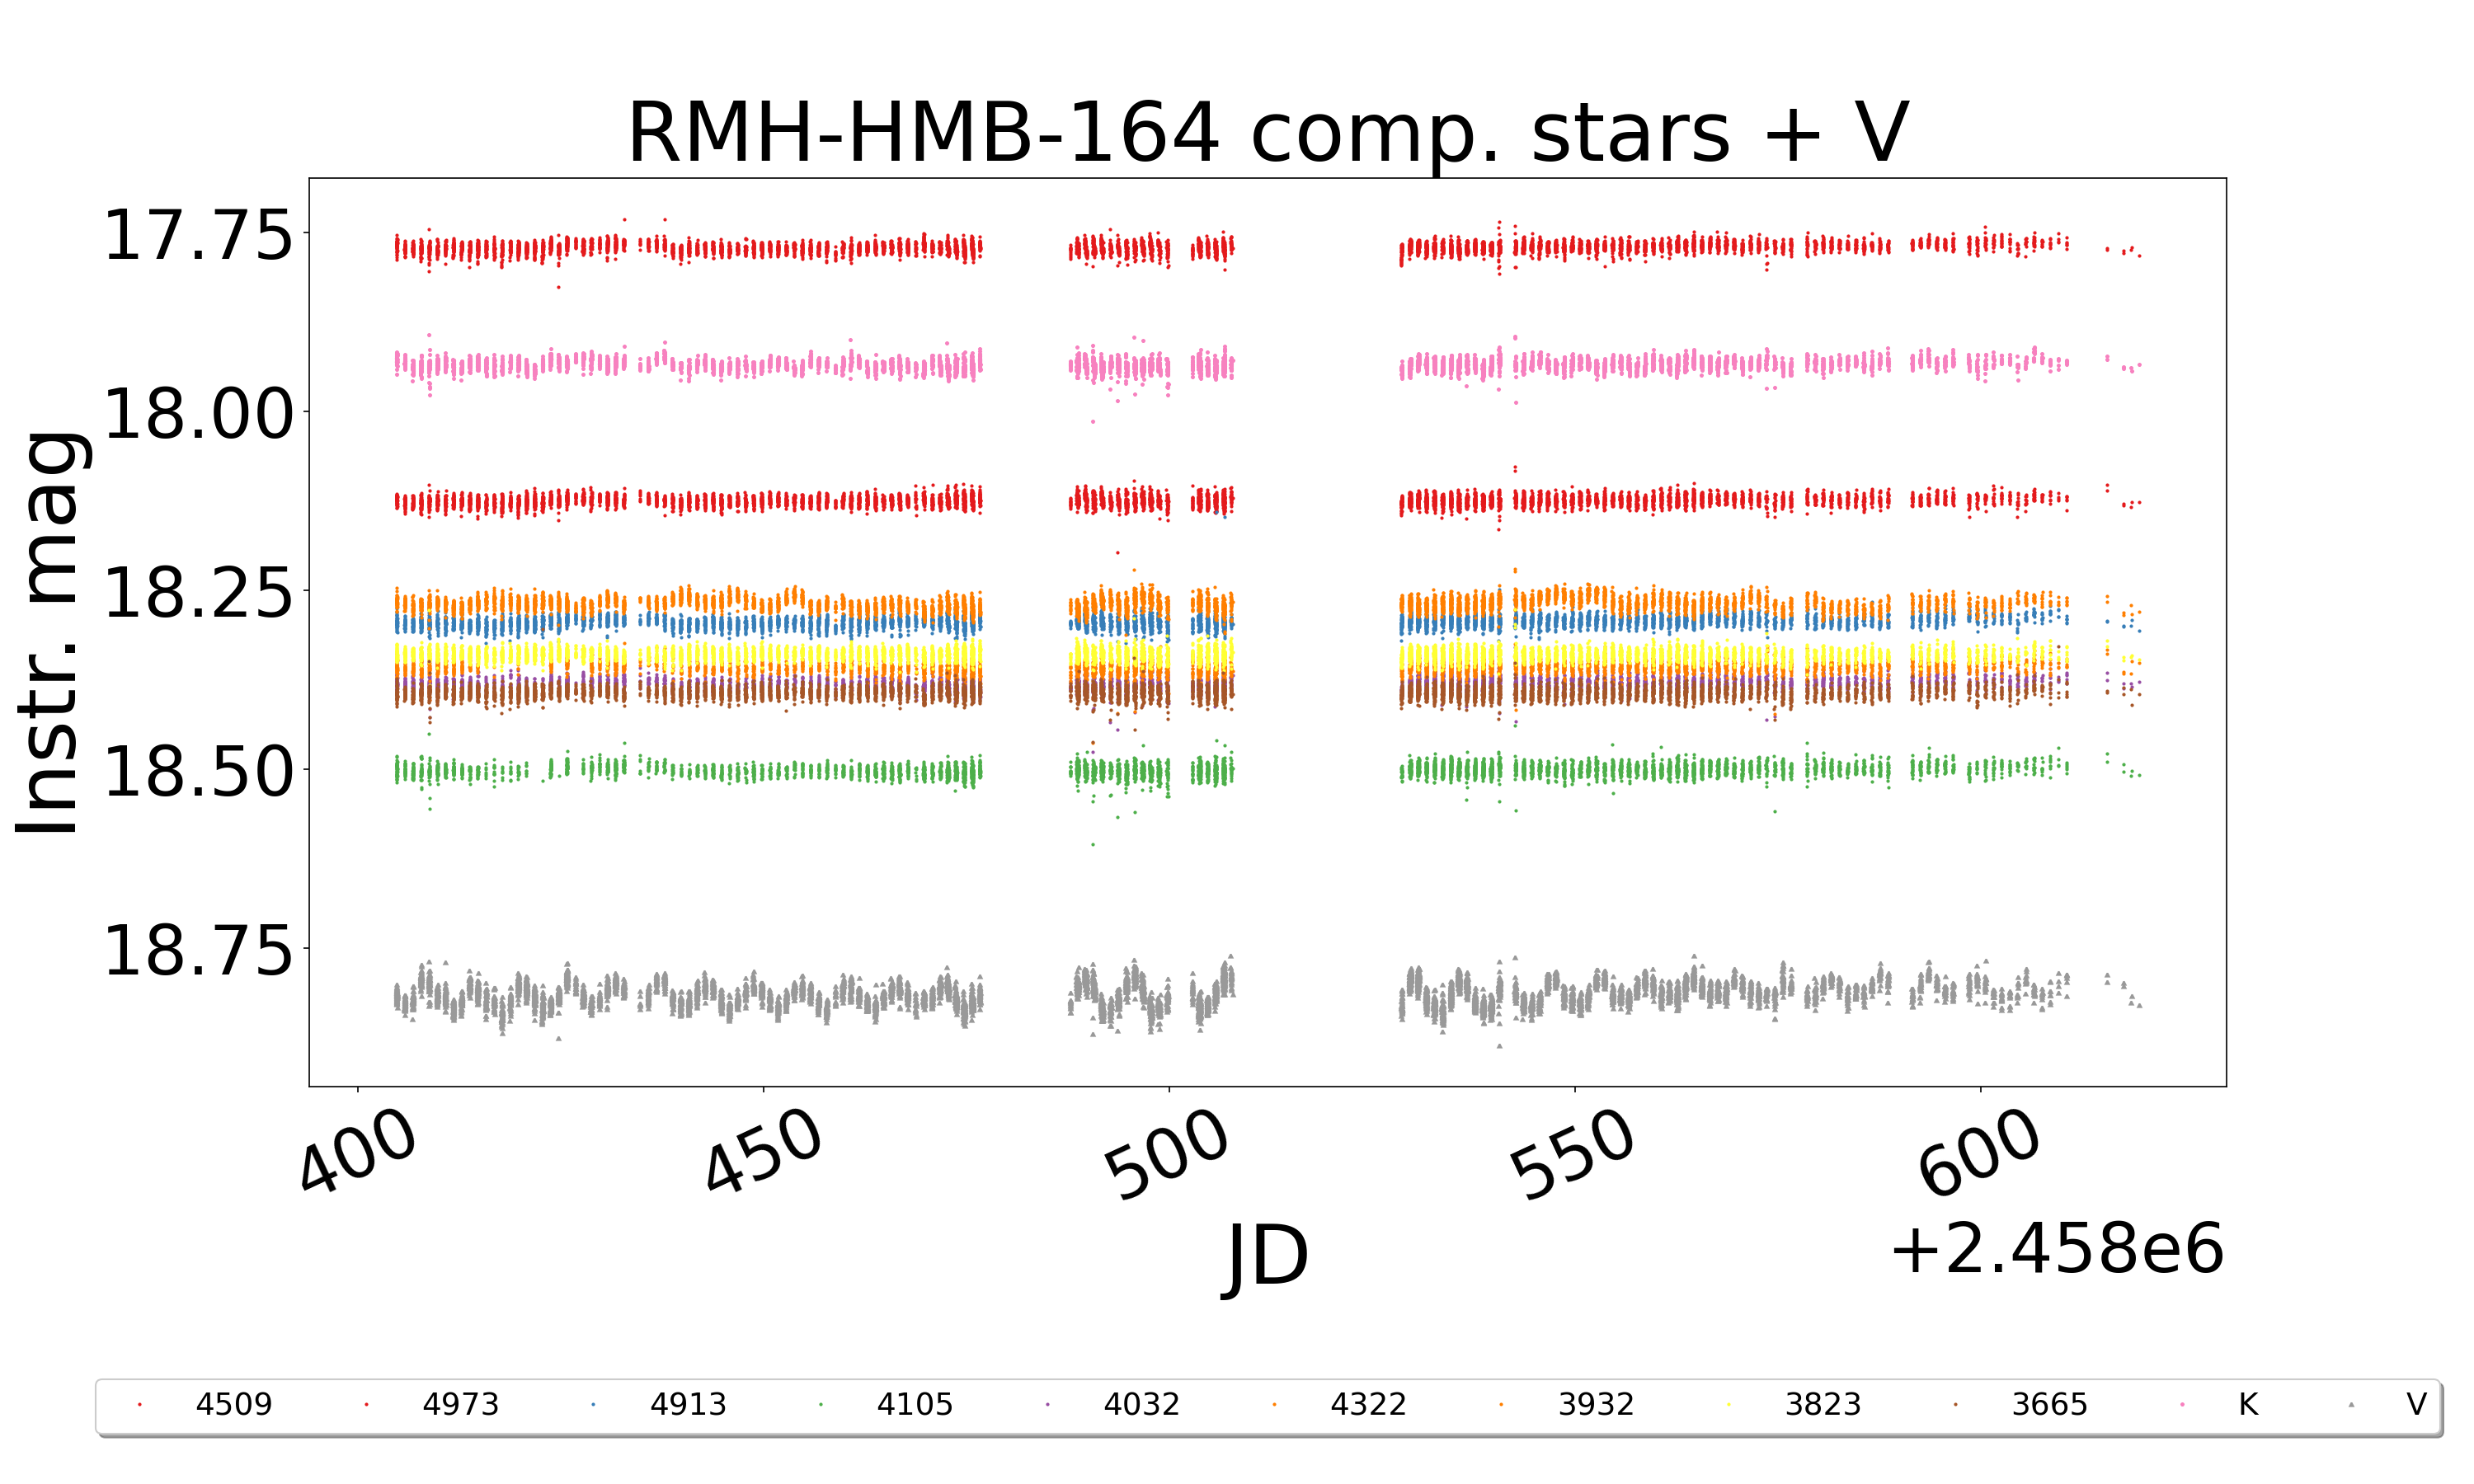 RMH-HMB-164 comp. stars + V
Instr. mag
17.75
18.00
18.25
18.50
18.75
400 450 500 550 600
JD
+2.458e6
4509 4973 4913 4105 4032 4322 3932 3823 3665 K V